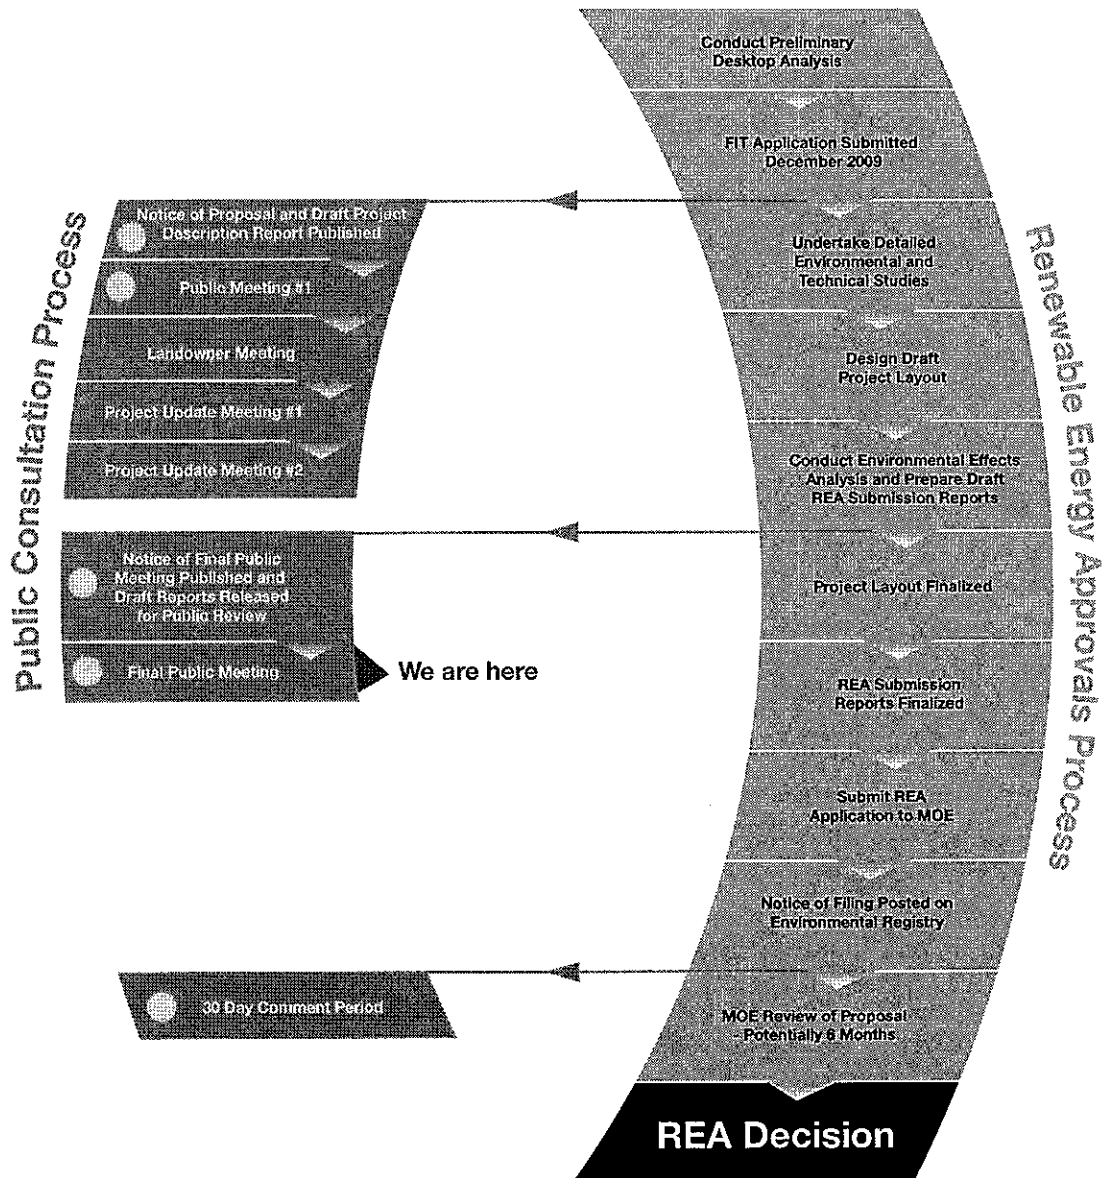 Public Consultation Process
Notice of Proposal and Draft Project
Description Report Published
Public Meeting #1
Landowner Meeting
Project Update Meeting #1
Project Update Meeting #2
Notice of Final Public
Meeting Published and
Draft Reports Released
for Public Review
Final Public Meeting
We are here
30 Day Comment Period
Renewable Energy Approvals Process
Conduct Preliminary
Desktop Analysis
FIT Application Submitted
December 2009
Undertake Detailed
Environmental and
Technical Studies
Design Draft
Project Layout
Conduct Environmental Effects
Analysis and Prepare Draft
REA Submission Reports
Project Layout Finalized
REA Submission
Reports Finalized
Submit REA
Application to MOE
Notice of Filing Posted on
Environmental Registry
MOE Review of Proposal
- Potentially 6 Months
REA Decision